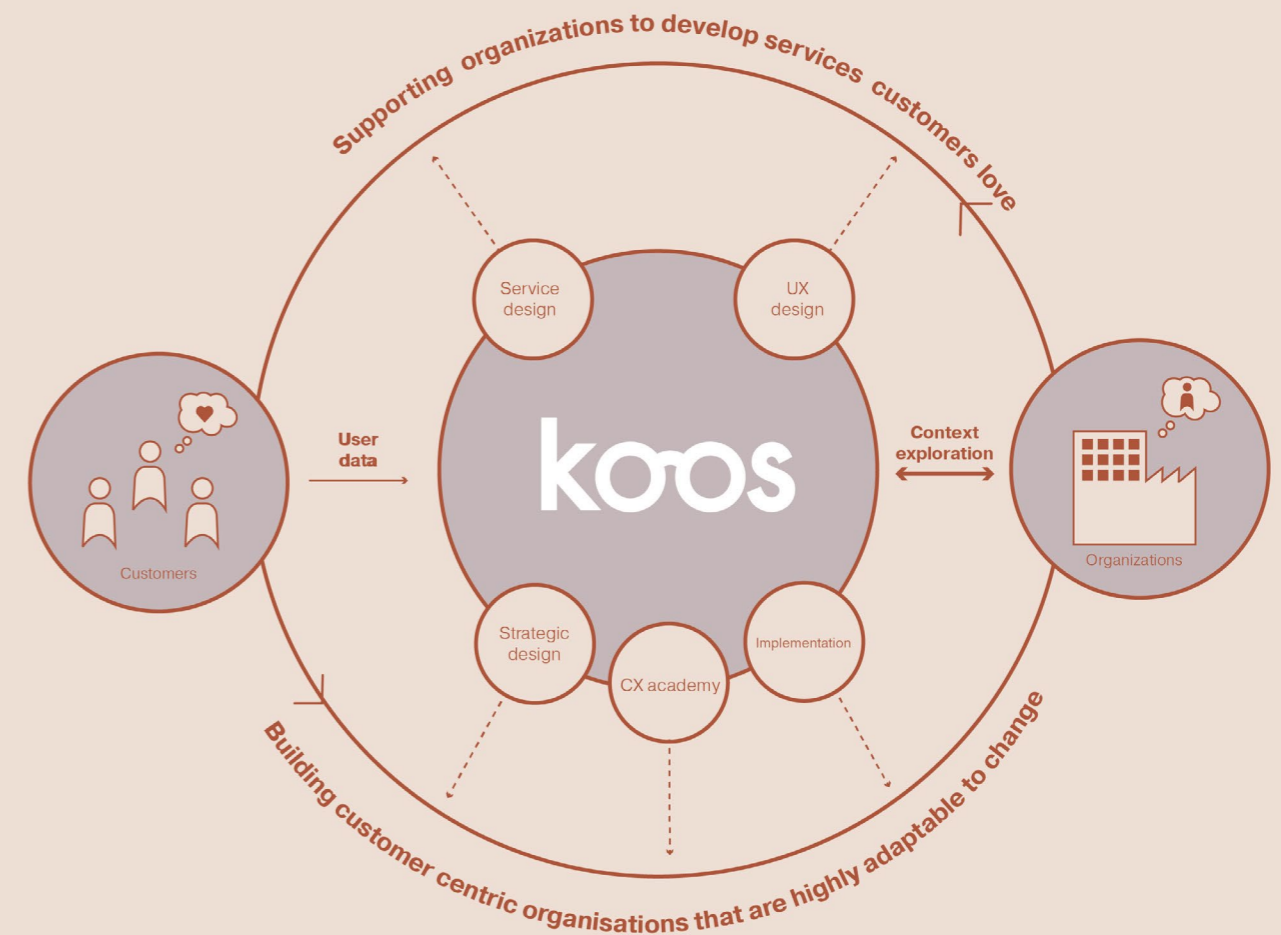 Supporting organizations to develop services customers love
Service
design
UX
design
User
data
koos
Context
exploration
Customers
Organizations
Strategic
design
CX academy
Implementation
Building customer centric organisations that are highly adaptable to change